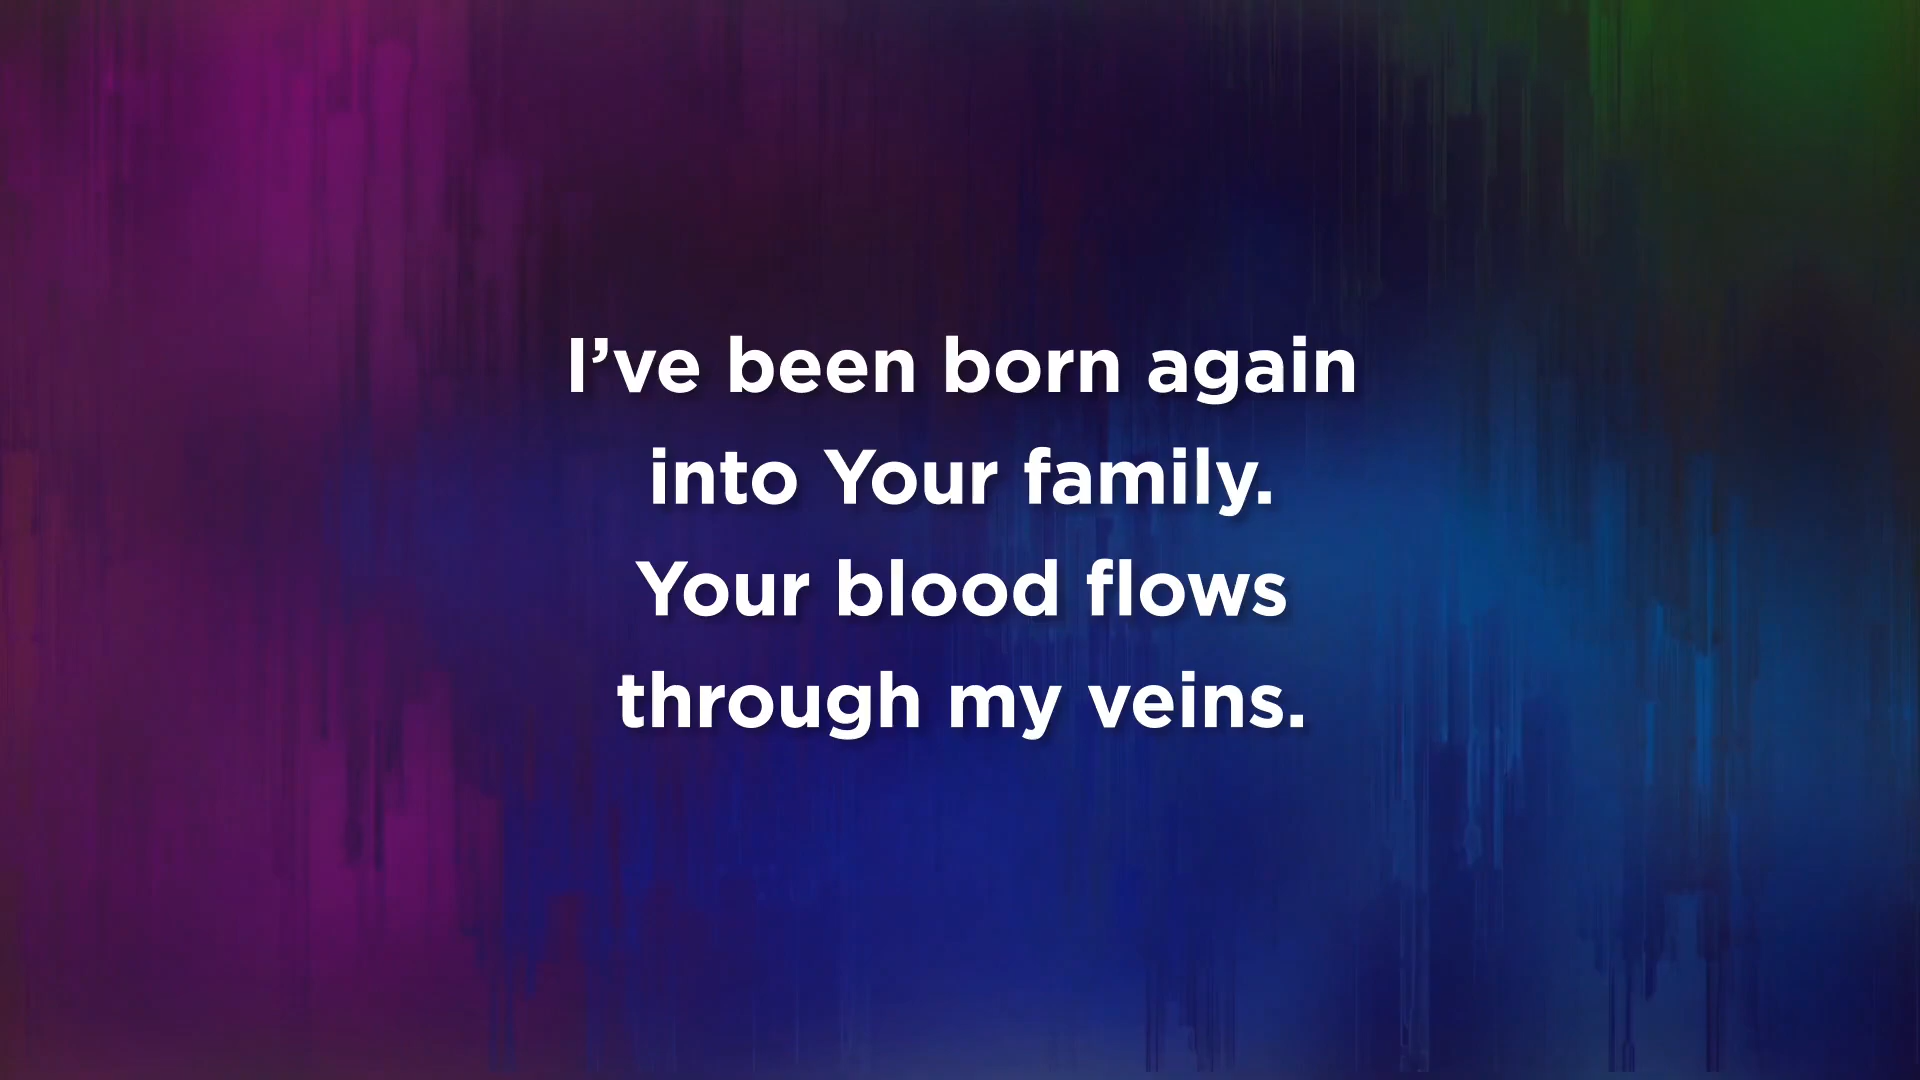 I’ve been born again
into Your family.
Your blood flows
through my veins.